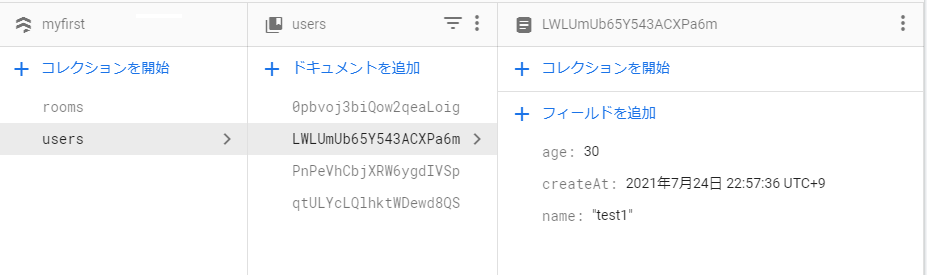 myfirst
コレクションを開始
rooms
users
users
ドキュメントを追加
0pbvoj3biQow2qeaLoig
LWLUmUb65Y543ACXPa6m
PnPeVhCbjXRW6ygdIVSp
qtULYcLQlhktWDewd8QS
LWLUmUb65Y543ACXPa6m
コレクションを開始
フィールドを追加
age: 30
createAt: 2021年7月24日 22:57:36 UTC+9
name: "test1"